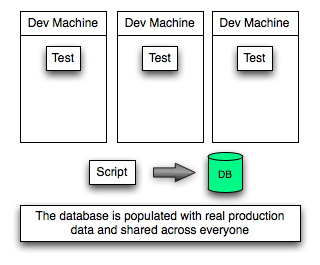 Dev Machine
Dev Machine
Dev Machine
Test
Test
Test
Script
DB
The database is populated with real production
data and shared across everyone